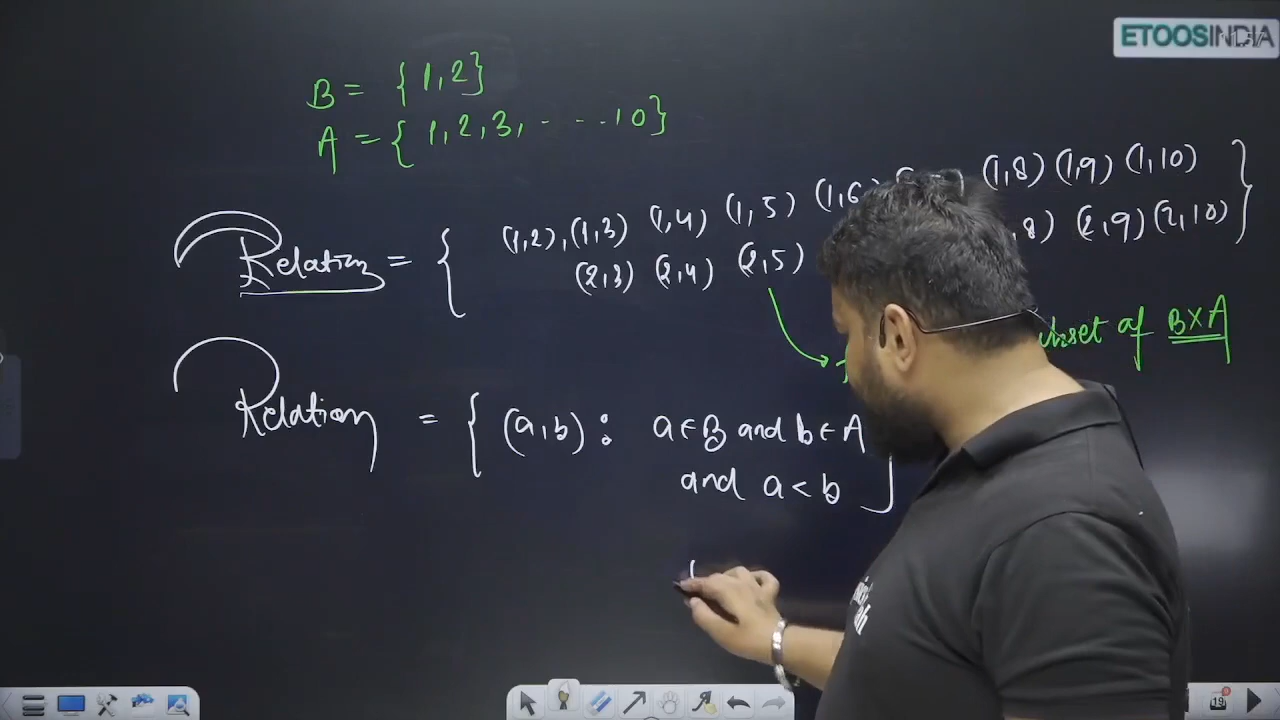 ETOOSINDIA
B = {1,2}
A = { 1, 2, 3, - - - . 10}
Relation = { (1,2), (1,3) (1,4) (1,5) (1,6) (1,8) (1,9) (1,10) }
(2,3) (2,4) (2,5) ,8) (2,9) (2,10)
of B×A
Relation = { (a,b) : a∈B and b∈A
and a < b }
19